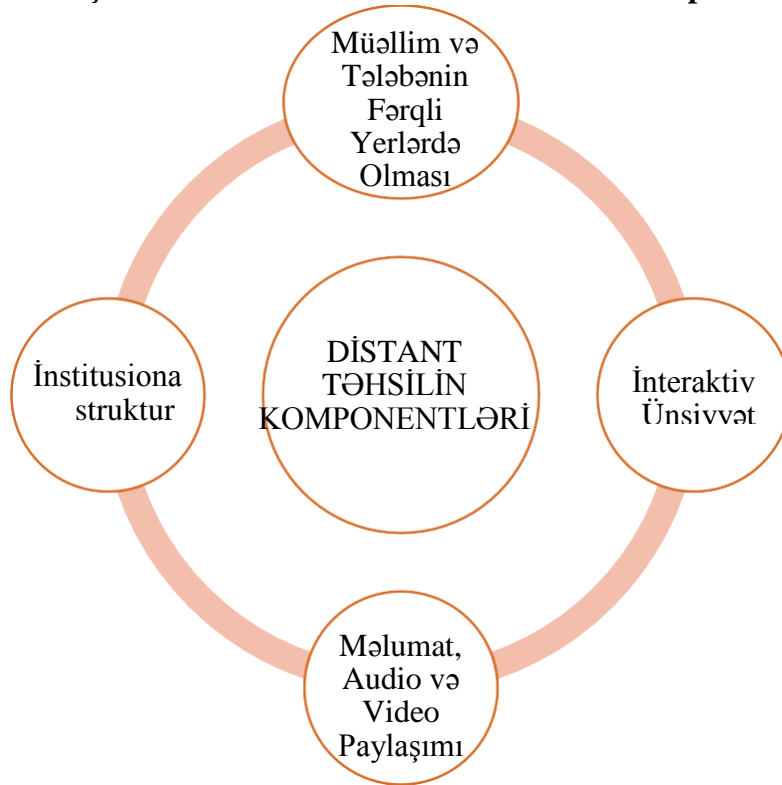 Müəllim və
Tələbənin
Fərqli
Yerlərdə
Olması
İnstitusiona
struktur
DİSTANT
TƏHSİLİN
KOMPONENTLƏRİ
İnteraktiv
Ünsiyyət
Məlumat,
Audio və
Video
Paylaşımı